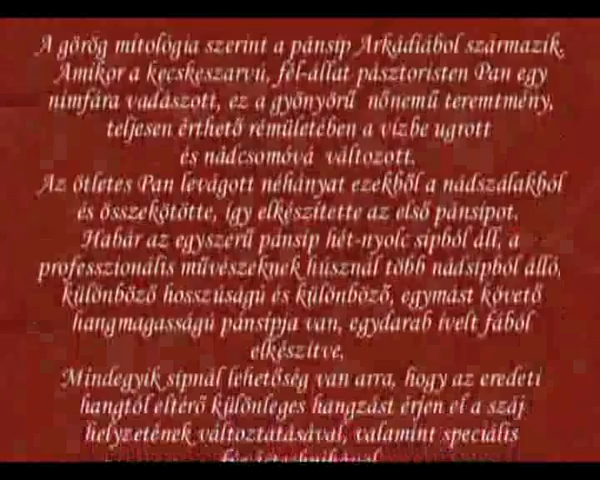 A görög mitológia szerint a pánsíp Arkádiából származik.
Amikor a kecskeszarvú, fél-állat pásztoristen Pan egy
nimfára vadászott, ez a gyönyörű nőnemű teremtmény,
teljesen érthető rémületében a vízbe ugrott
és nádcsomóvá változott.
Az ötletes Pan levágott néhányat ezekből a nádszálakból
és összekötötte, így elkészítette az első pánsípot.
Habár az egyszerű pánsíp hét-nyolc sípból áll, a
professzionális művészeknek húsznál több nádsípból álló,
különböző hosszúságú és különböző, egymást követő
hangmagasságú pánsípja van, egydarab ívelt fából
elkészítve.
Mindegyik sípnál lehetőség van arra, hogy az eredeti
hangtól eltérő különleges hangzást érjen el a száj
helyzetének változtatásával, valamint speciális